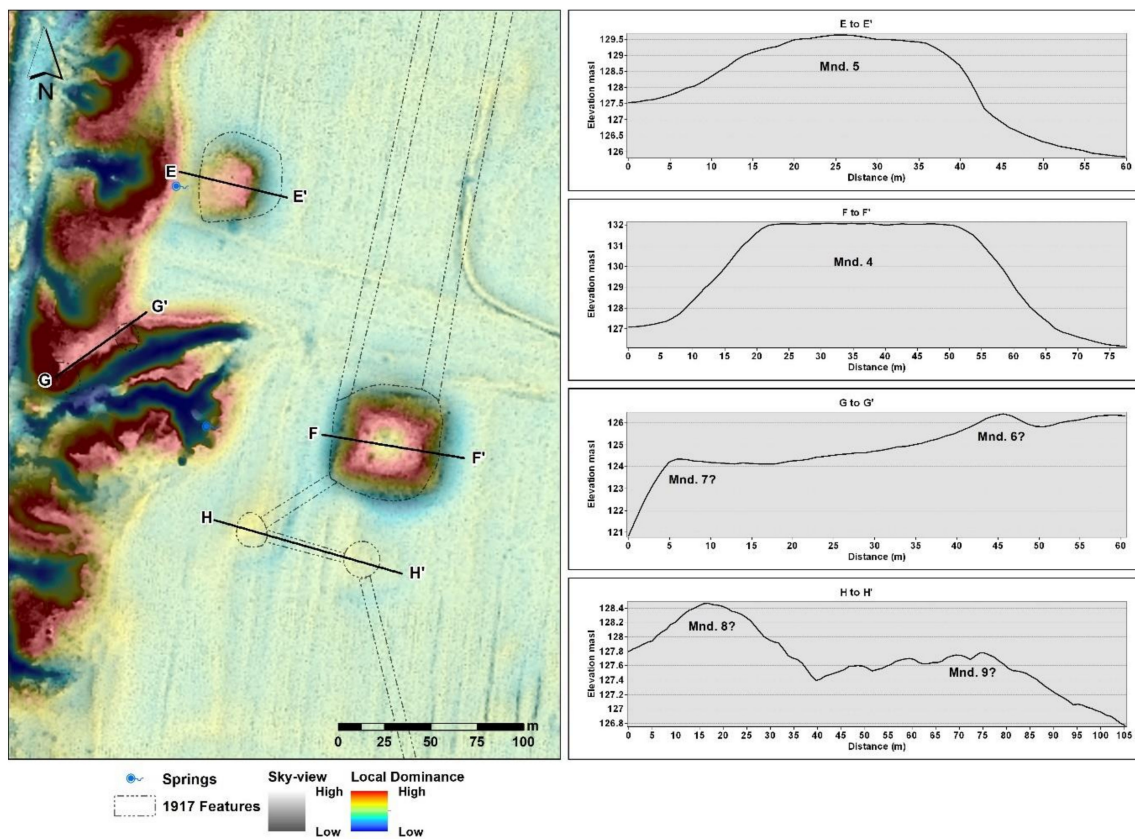 N
E
E'
G'
G
F
F'
H
H'
m
0 25 50 75 100
Springs
1917 Features
Sky-view
High
Low
Local Dominance
High
Low
E to E'
Elevation masl
129.5
129
128.5
128
127.5
127
126.5
126
Mnd. 5
0 5 10 15 20 25 30 35 40 45 50 55 60
Distance (m)
F to F'
Elevation masl
132
131
130
129
128
127
Mnd. 4
0 5 10 15 20 25 30 35 40 45 50 55 60 65 70 75
Distance (m)
G to G'
Elevation masl
126
125
124
123
122
121
Mnd. 6?
Mnd. 7?
0 5 10 15 20 25 30 35 40 45 50 55 60
Distance (m)
H to H'
Elevation masl
128.4
128.2
128
127.8
127.6
127.4
127.2
127
126.8
Mnd. 8?
Mnd. 9?
0 5 10 15 20 25 30 35 40 45 50 55 60 65 70 75 80 85 90 95 100 105
Distance (m)